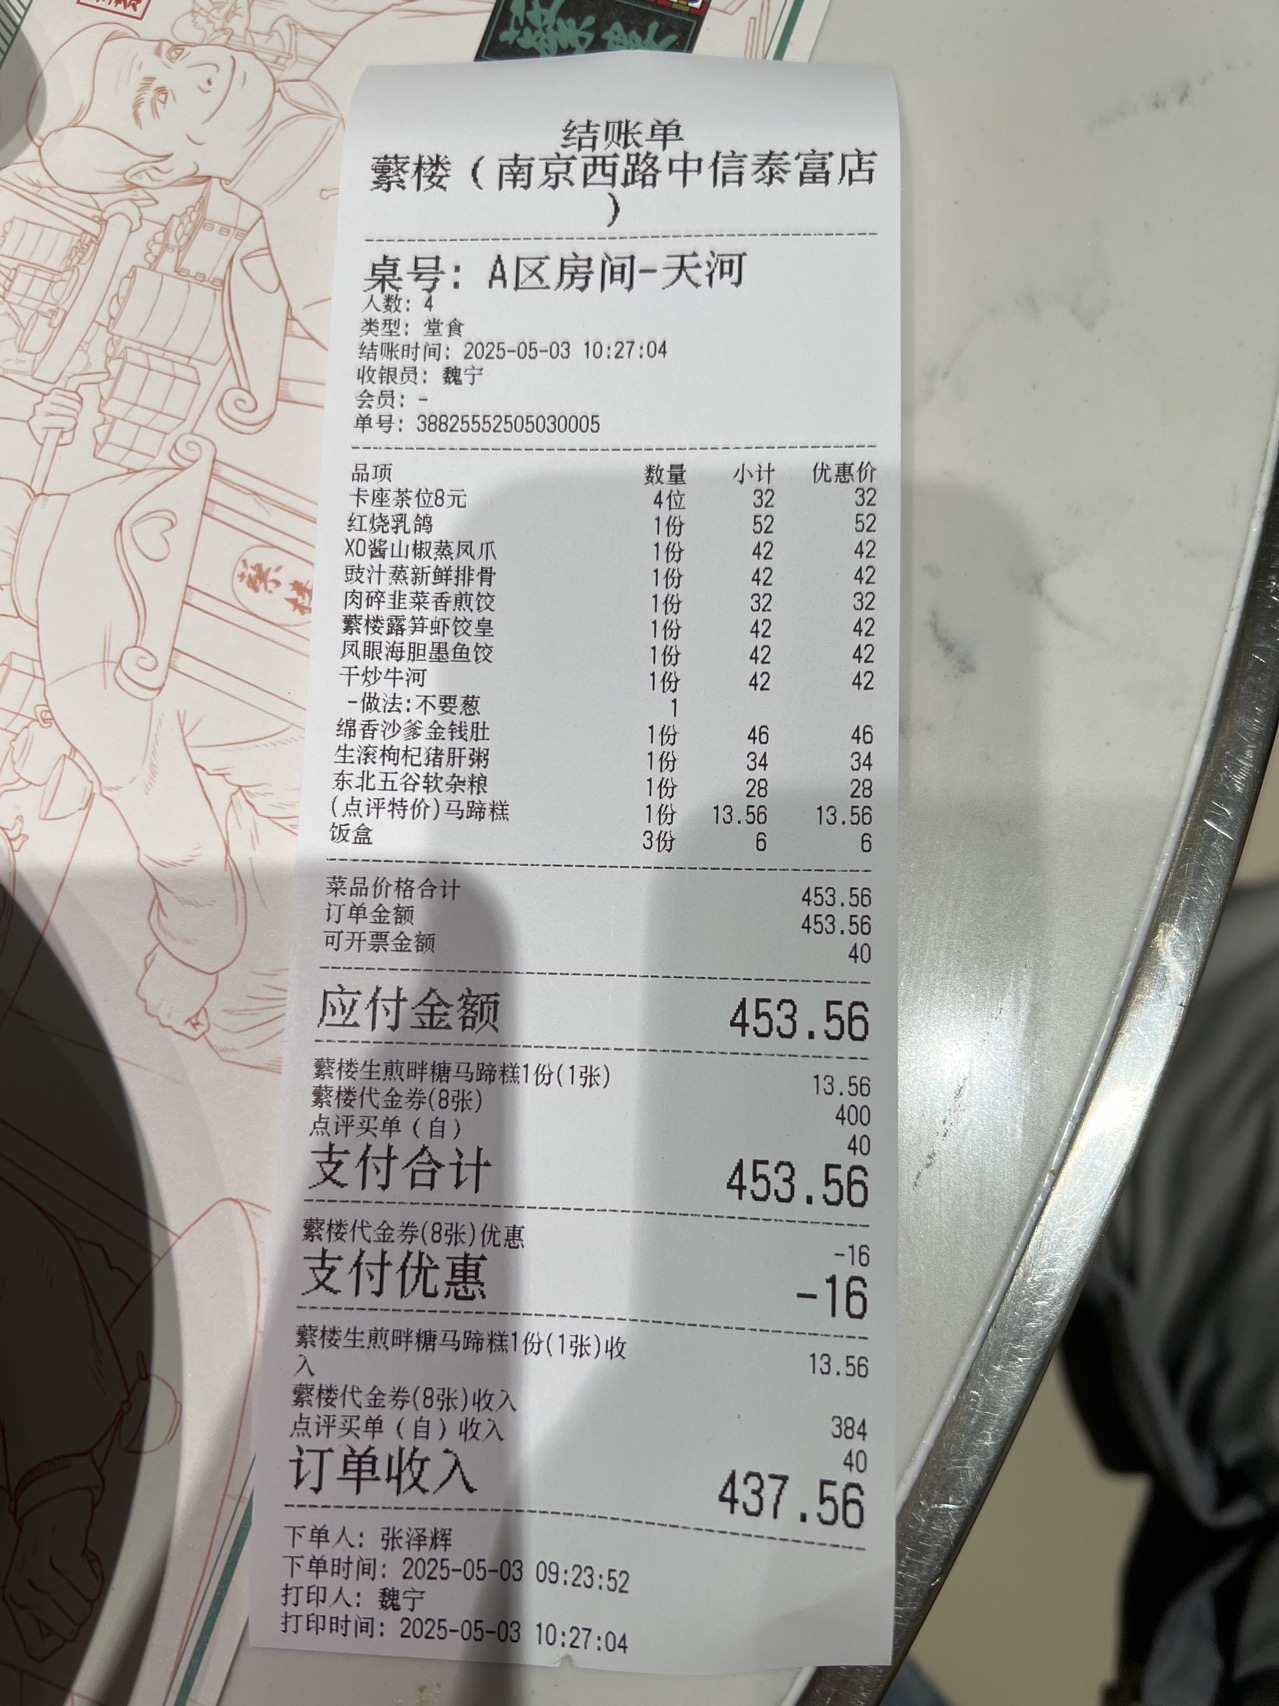 结账单
蘩楼（南京西路中信泰富店
）
桌号：A区房间-天河
人数：4
类型：堂食
结账时间：2025-05-03 10:27:04
收银员：魏宁
会员：-
单号：38825552505030005
品项 数量 小计 优惠价
卡座茶位8元 4位 32 32
红烧乳鸽 1份 52 52
XO酱山椒蒸凤爪 1份 42 42
豉汁蒸新鲜排骨 1份 42 42
肉碎韭菜香煎饺 1份 32 32
蘩楼露笋虾饺皇 1份 42 42
凤眼海胆墨鱼饺 1份 42 42
干炒牛河 1份 42 42
-做法:不要葱 1
绵香沙爹金钱肚 1份 46 46
生滚枸杞猪肝粥 1份 34 34
东北五谷软杂粮 1份 28 28
(点评特价)马蹄糕 1份 13.56 13.56
饭盒 3份 6 6
菜品价格合计 453.56
订单金额 453.56
可开票金额 40
应付金额 453.56
蘩楼生煎畔糖马蹄糕1份(1张) 13.56
蘩楼代金券(8张) 400
点评买单（自） 40
支付合计 453.56
蘩楼代金券(8张)优惠 -16
支付优惠 -16
蘩楼生煎畔糖马蹄糕1份(1张)收
入 13.56
蘩楼代金券(8张)收入 384
点评买单（自）收入 40
订单收入 437.56
下单人：张泽辉
下单时间：2025-05-03 09:23:52
打印人：魏宁
打印时间：2025-05-03 10:27:04